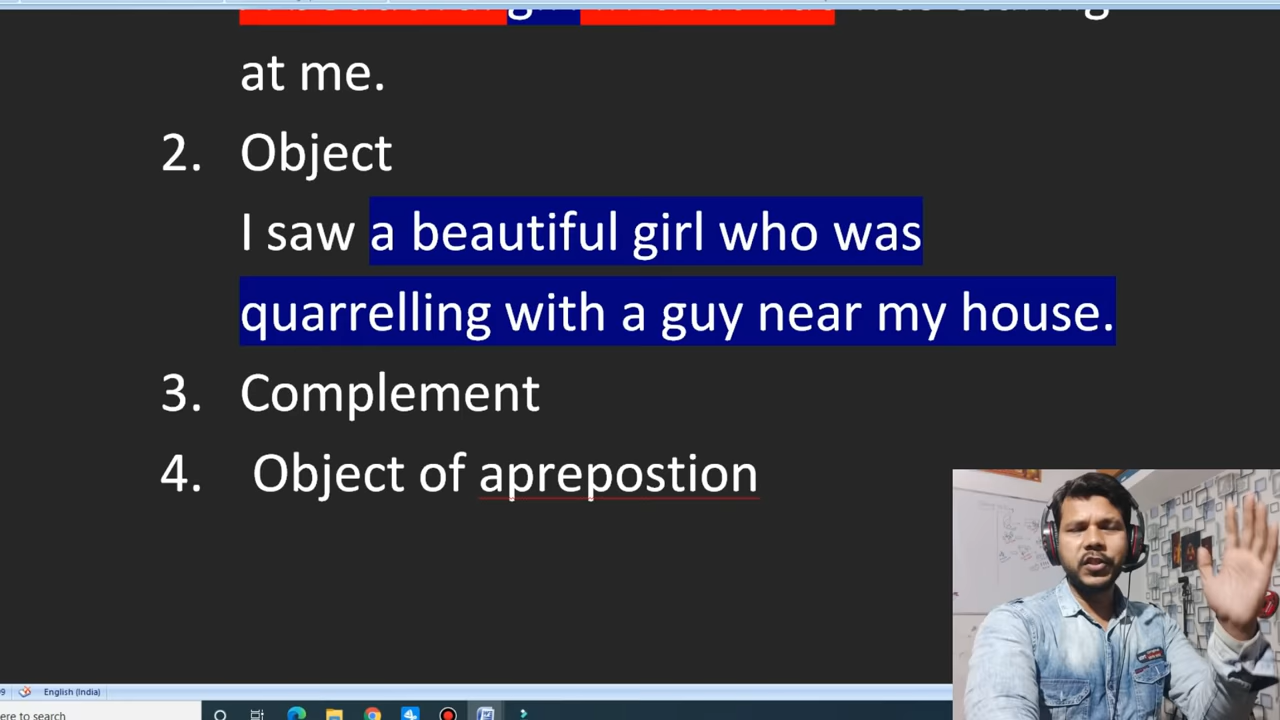 at me.
2. Object
I saw a beautiful girl who was
quarrelling with a guy near my house.
3. Complement
4. Object of aprepostion
English (India)
ere to search